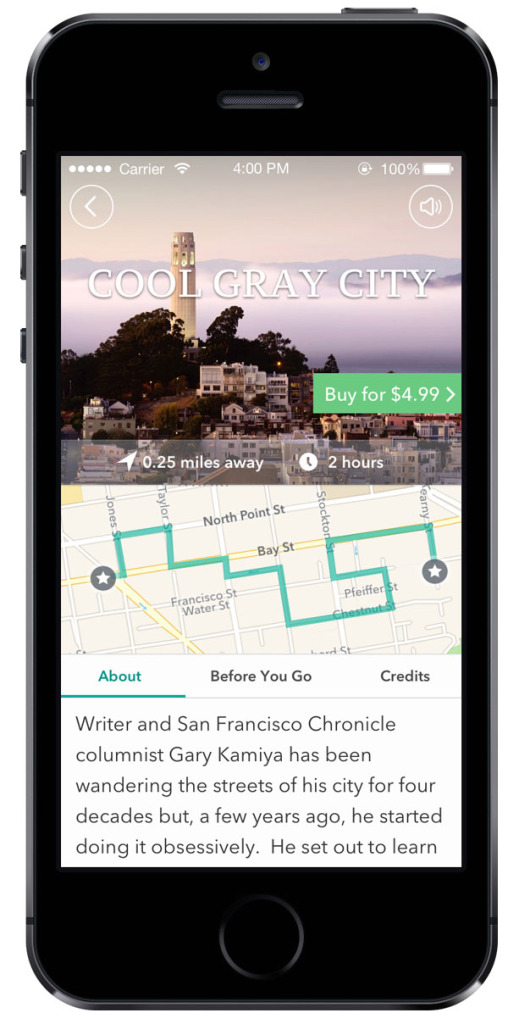 Carrier 4:00 PM 100%
COOL GRAY CITY
Buy for $4.99
0.25 miles away 2 hours
Jones St
Taylor St
North Point St
Stockton St
Kearny St
Bay St
Francisco St
Water St
Pfeiffer St
Chestnut St
About Before You Go Credits
Writer and San Francisco Chronicle
columnist Gary Kamiya has been
wandering the streets of his city for four
decades but, a few years ago, he started
doing it obsessively. He set out to learn